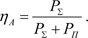 η_A = P_Σ / (P_Σ + P_Π) .